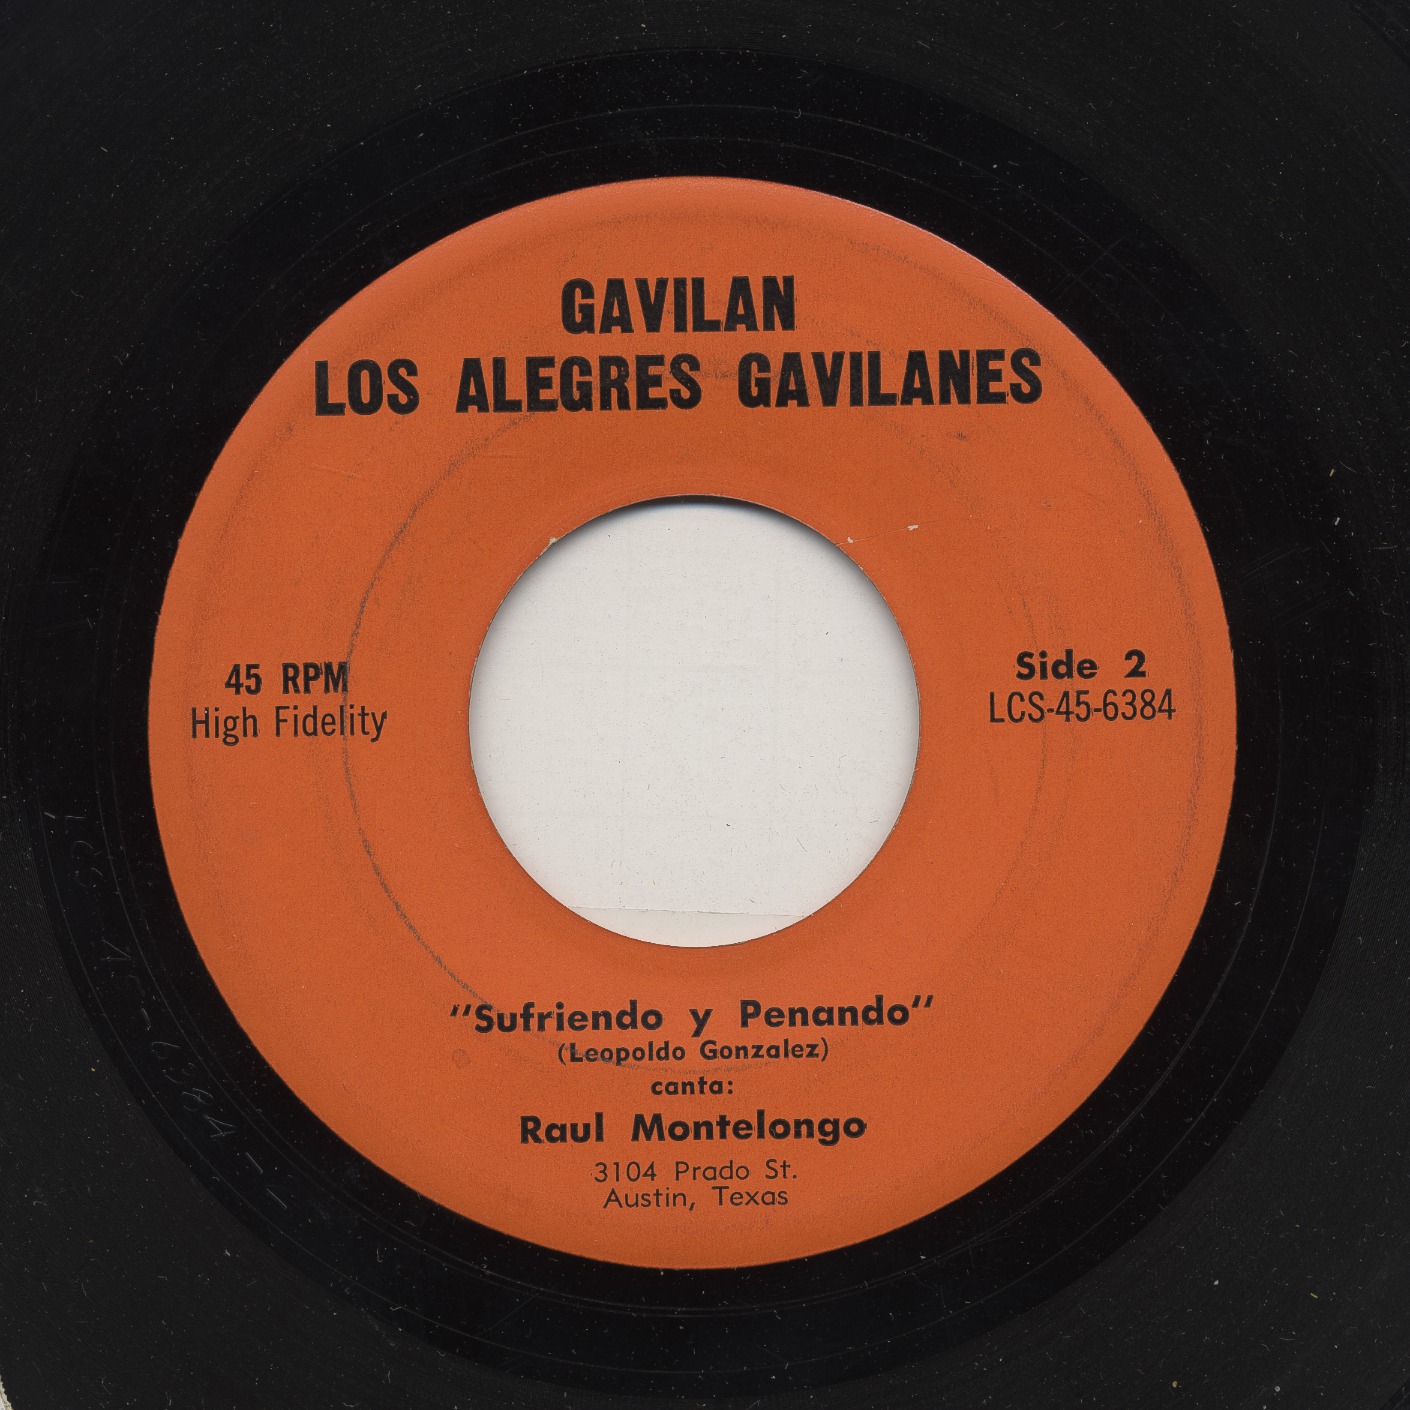 GAVILAN
LOS ALEGRES GAVILANES
45 RPM
High Fidelity
Side 2
LCS-45-6384
"Sufriendo y Penando"
(Leopoldo Gonzalez)
canta:
Raul Montelongo
3104 Prado St.
Austin, Texas